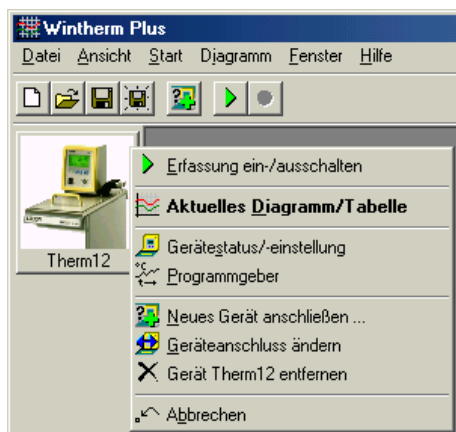 Wintherm Plus
Datei Ansicht Start Djagramm Fenster Hilfe
Erfassung ein-/ausschalten
Aktuelles Diagramm/Tabelle
Gerätestatus/-einstellung
°C Programmgeber
Therm12
Neues Gerät anschließen ...
Geräteanschluss ändern
Gerät Therm12 entfernen
Abbrechen